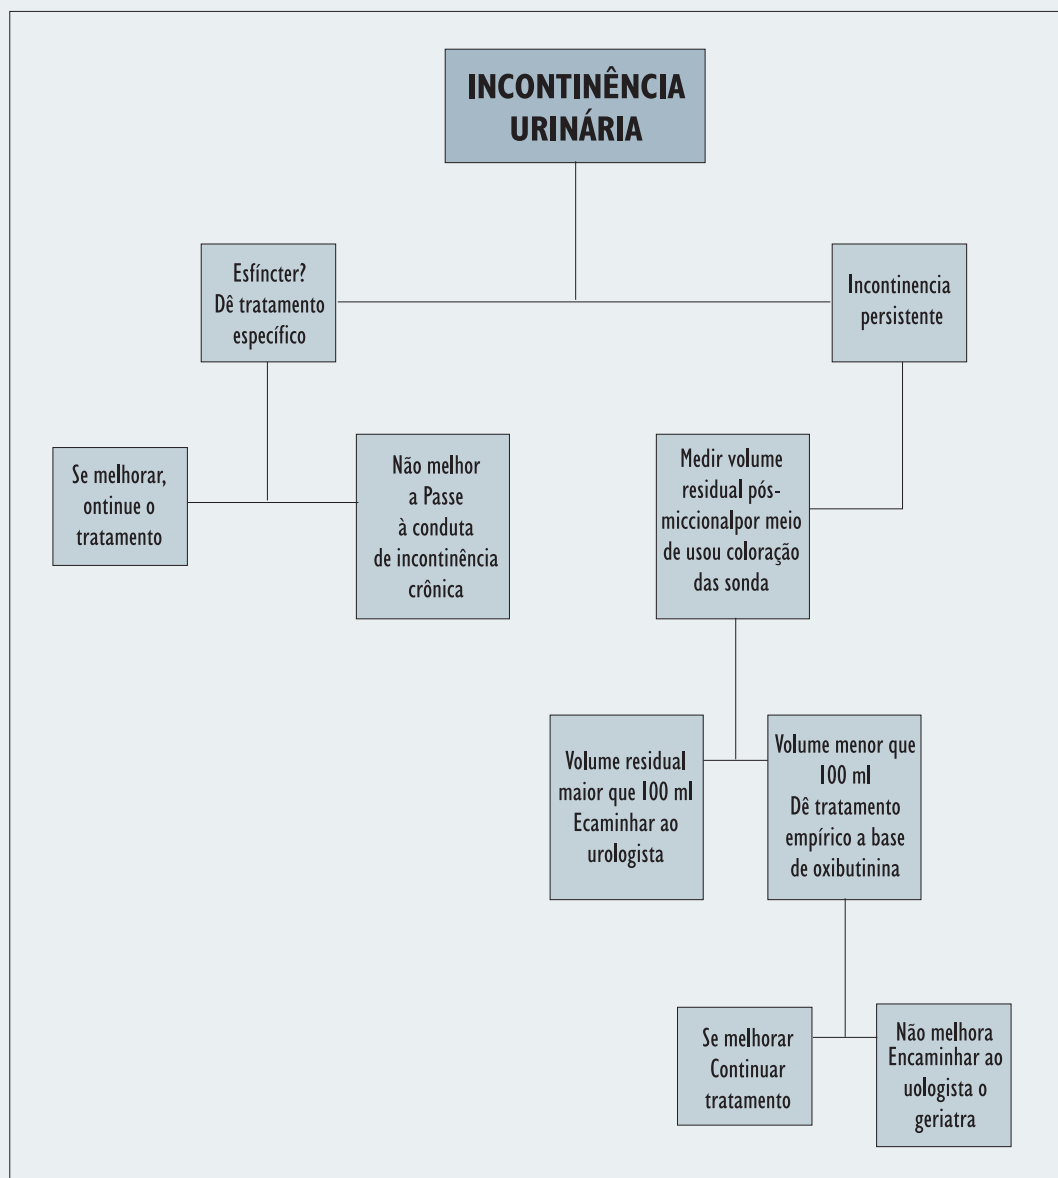 INCONTINÊNCIA
URINÁRIA
Esfíncter?
Dê tratamento
específico
Incontinencia
persistente
Se melhorar,
ontinue o
tratamento
Não melhor
a Passe
à conduta
de incontinência
crônica
Medir volume
residual pós-
miccionalpor meio
de usou coloração
das sonda
Volume residual
maior que 100 ml
Ecaminhar ao
urologista
Volume menor que
100 ml
Dê tratamento
empírico a base
de oxibutinina
Se melhorar
Continuar
tratamento
Não melhora
Encaminhar ao
uologista o
geriatra